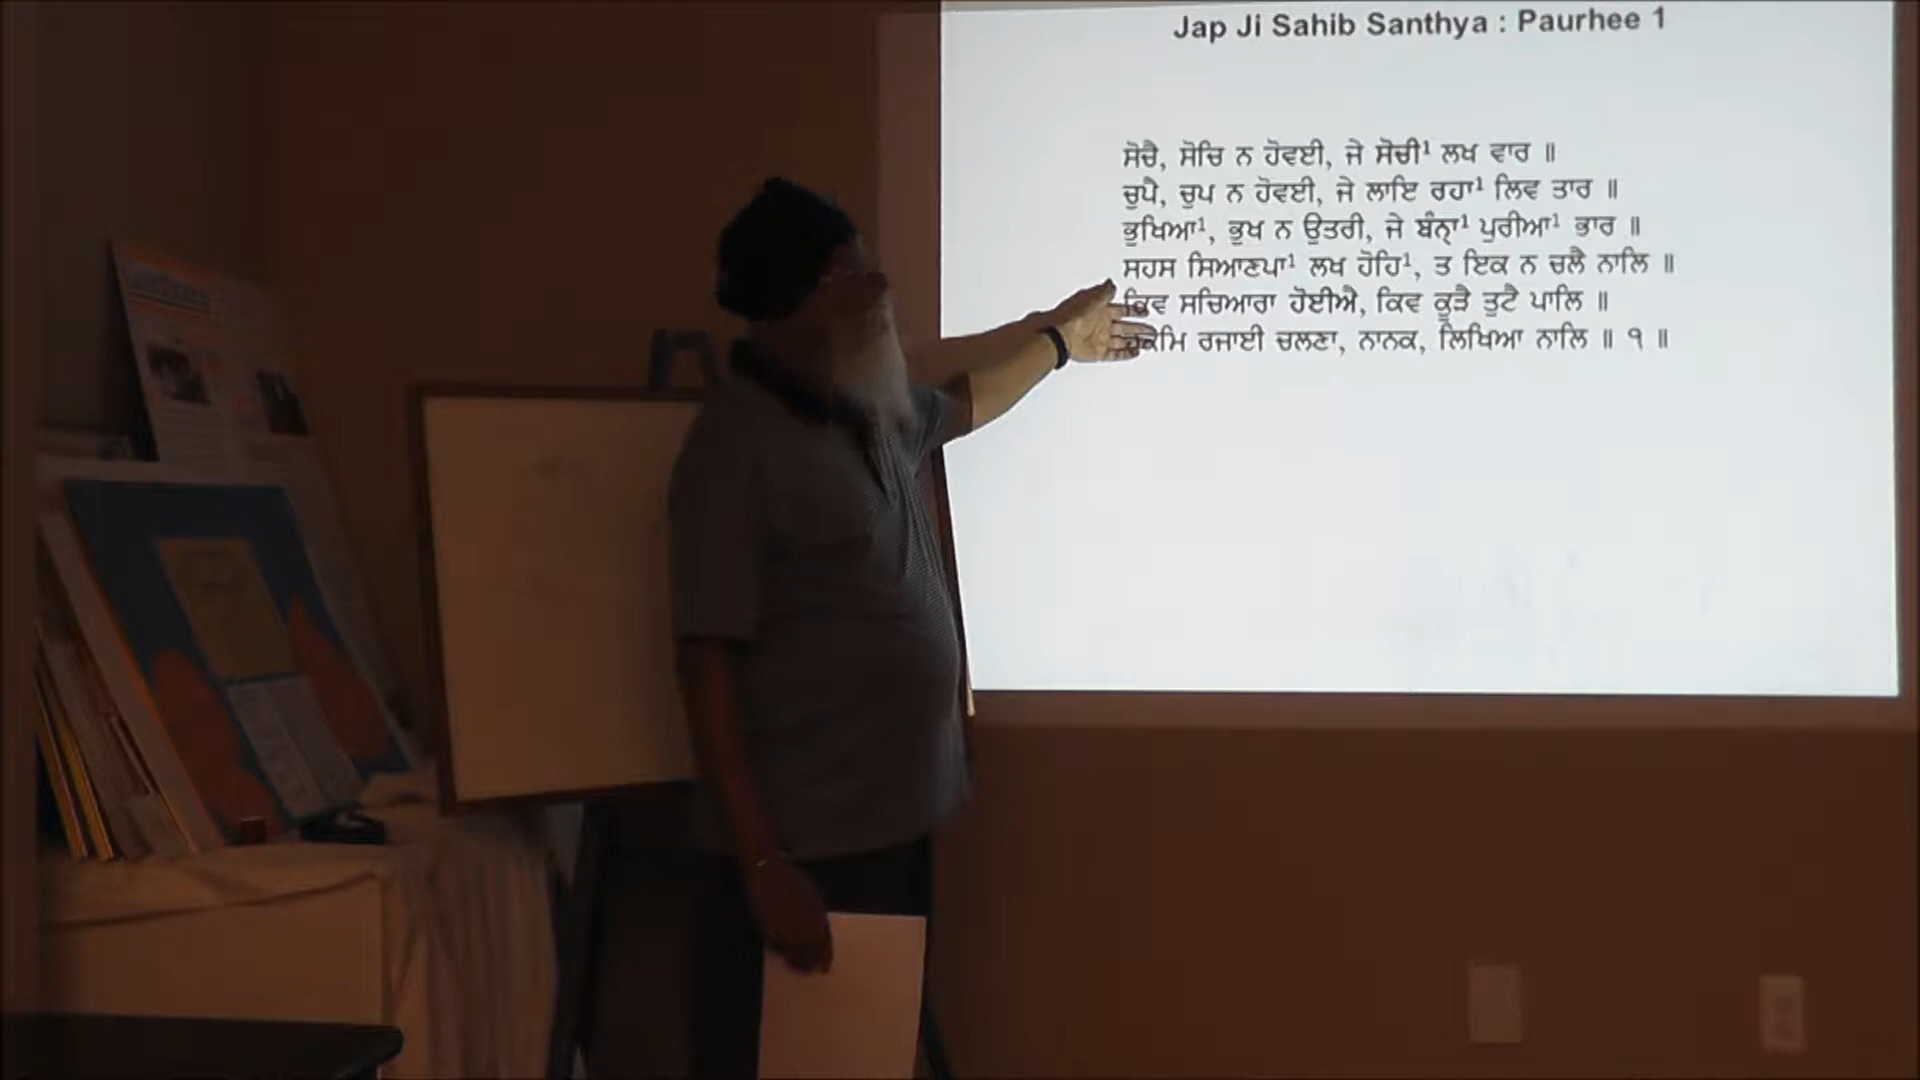 Jap Ji Sahib Santhya : Paurhee 1
ਸੋਚੈ, ਸੋਚਿ ਨ ਹੋਵਈ, ਜੇ ਸੋਚੀ¹ ਲਖ ਵਾਰ ॥
ਚੁਪੈ, ਚੁਪ ਨ ਹੋਵਈ, ਜੇ ਲਾਇ ਰਹਾ¹ ਲਿਵ ਤਾਰ ॥
ਭੁਖਿਆ¹, ਭੁਖ ਨ ਉਤਰੀ, ਜੇ ਬੰਨ੍ਹਾ¹ ਪੁਰੀਆ¹ ਭਾਰ ॥
ਸਹਸ ਸਿਆਣਪਾ¹ ਲਖ ਹੋਹਿ¹, ਤ ਇਕ ਨ ਚਲੈ ਨਾਲਿ ॥
ਕਿਵ ਸਚਿਆਰਾ ਹੋਈਐ, ਕਿਵ ਕੂੜੈ ਤੁਟੈ ਪਾਲਿ ॥
ਹੁਕਮਿ ਰਜਾਈ ਚਲਣਾ, ਨਾਨਕ, ਲਿਖਿਆ ਨਾਲਿ ॥ ੧ ॥